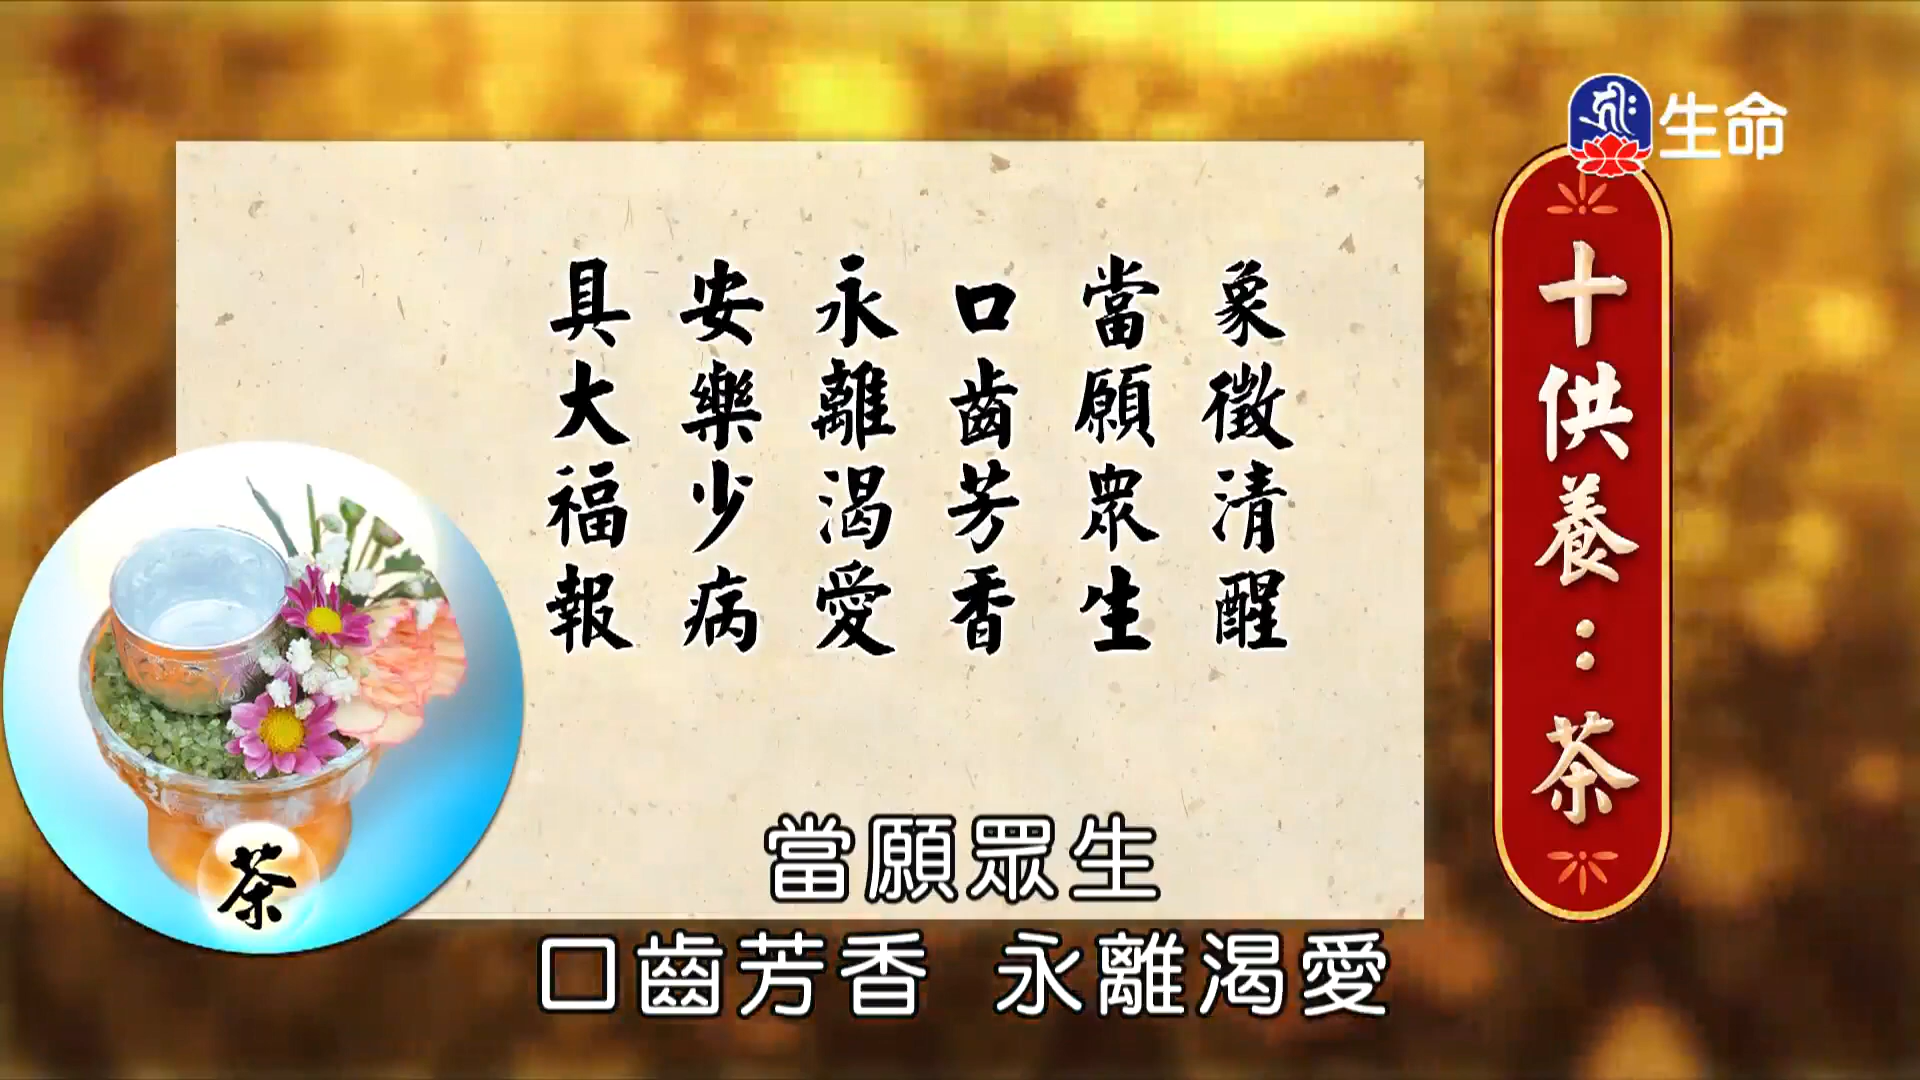 生命
十供養：茶
象徵清醒
當願眾生
口齒芳香
永離渴愛
安樂少病
具大福報
茶
當願眾生
口齒芳香 永離渴愛